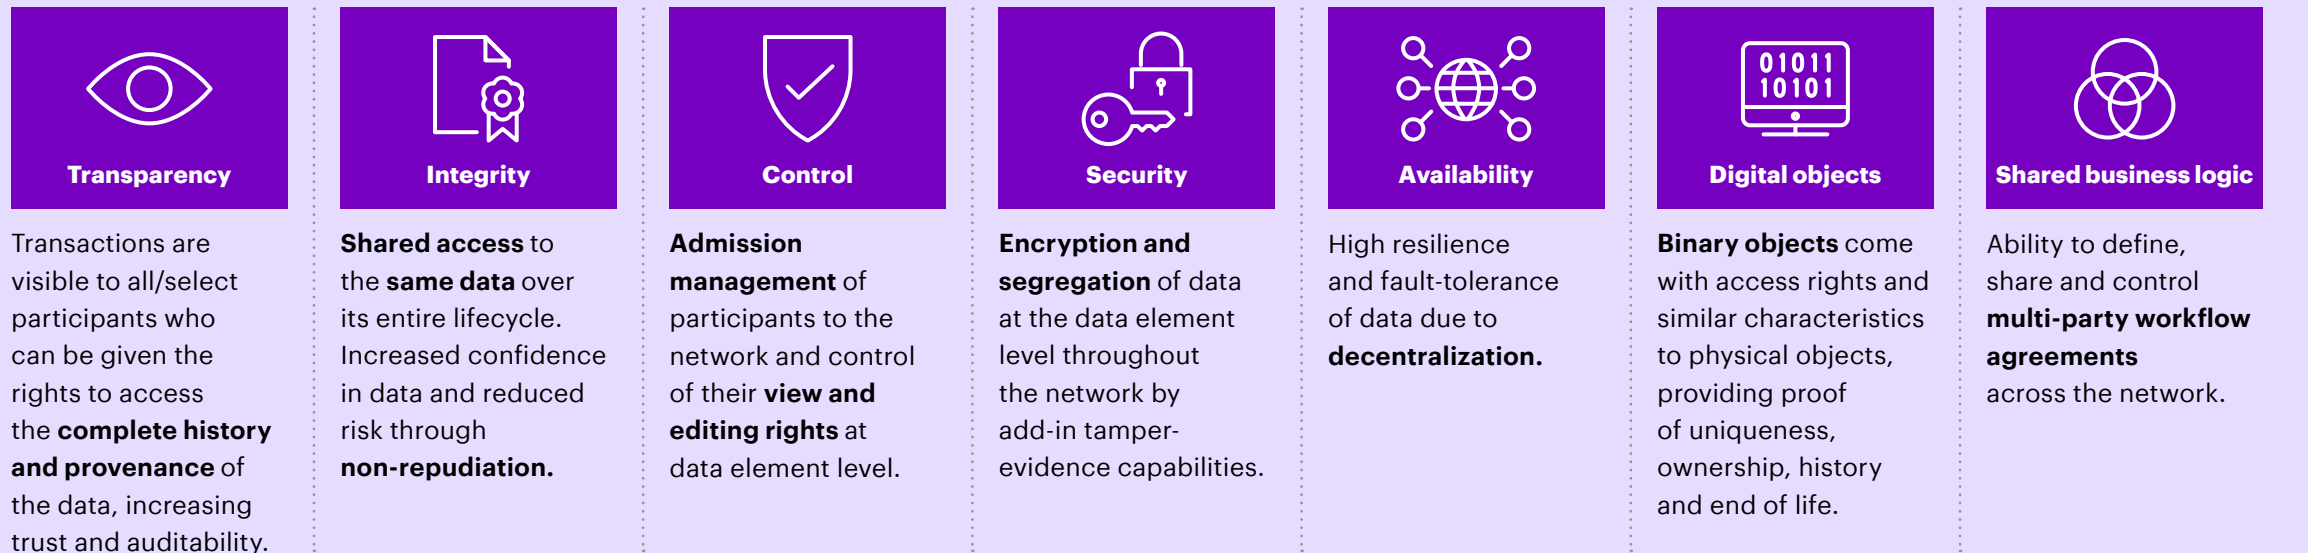 Transparency
Transactions are
visible to all/select
participants who
can be given the
rights to access
the complete history
and provenance of
the data, increasing
trust and auditability.
Integrity
Shared access to
the same data over
its entire lifecycle.
Increased confidence
in data and reduced
risk through
non-repudiation.
Control
Admission
management of
participants to the
network and control
of their view and
editing rights at
data element level.
Security
Encryption and
segregation of data
at the data element
level throughout
the network by
add-in tamper-
evidence capabilities.
Availability
High resilience
and fault-tolerance
of data due to
decentralization.
01011
10101
Digital objects
Binary objects come
with access rights and
similar characteristics
to physical objects,
providing proof
of uniqueness,
ownership, history
and end of life.
Shared business logic
Ability to define,
share and control
multi-party workflow
agreements
across the network.